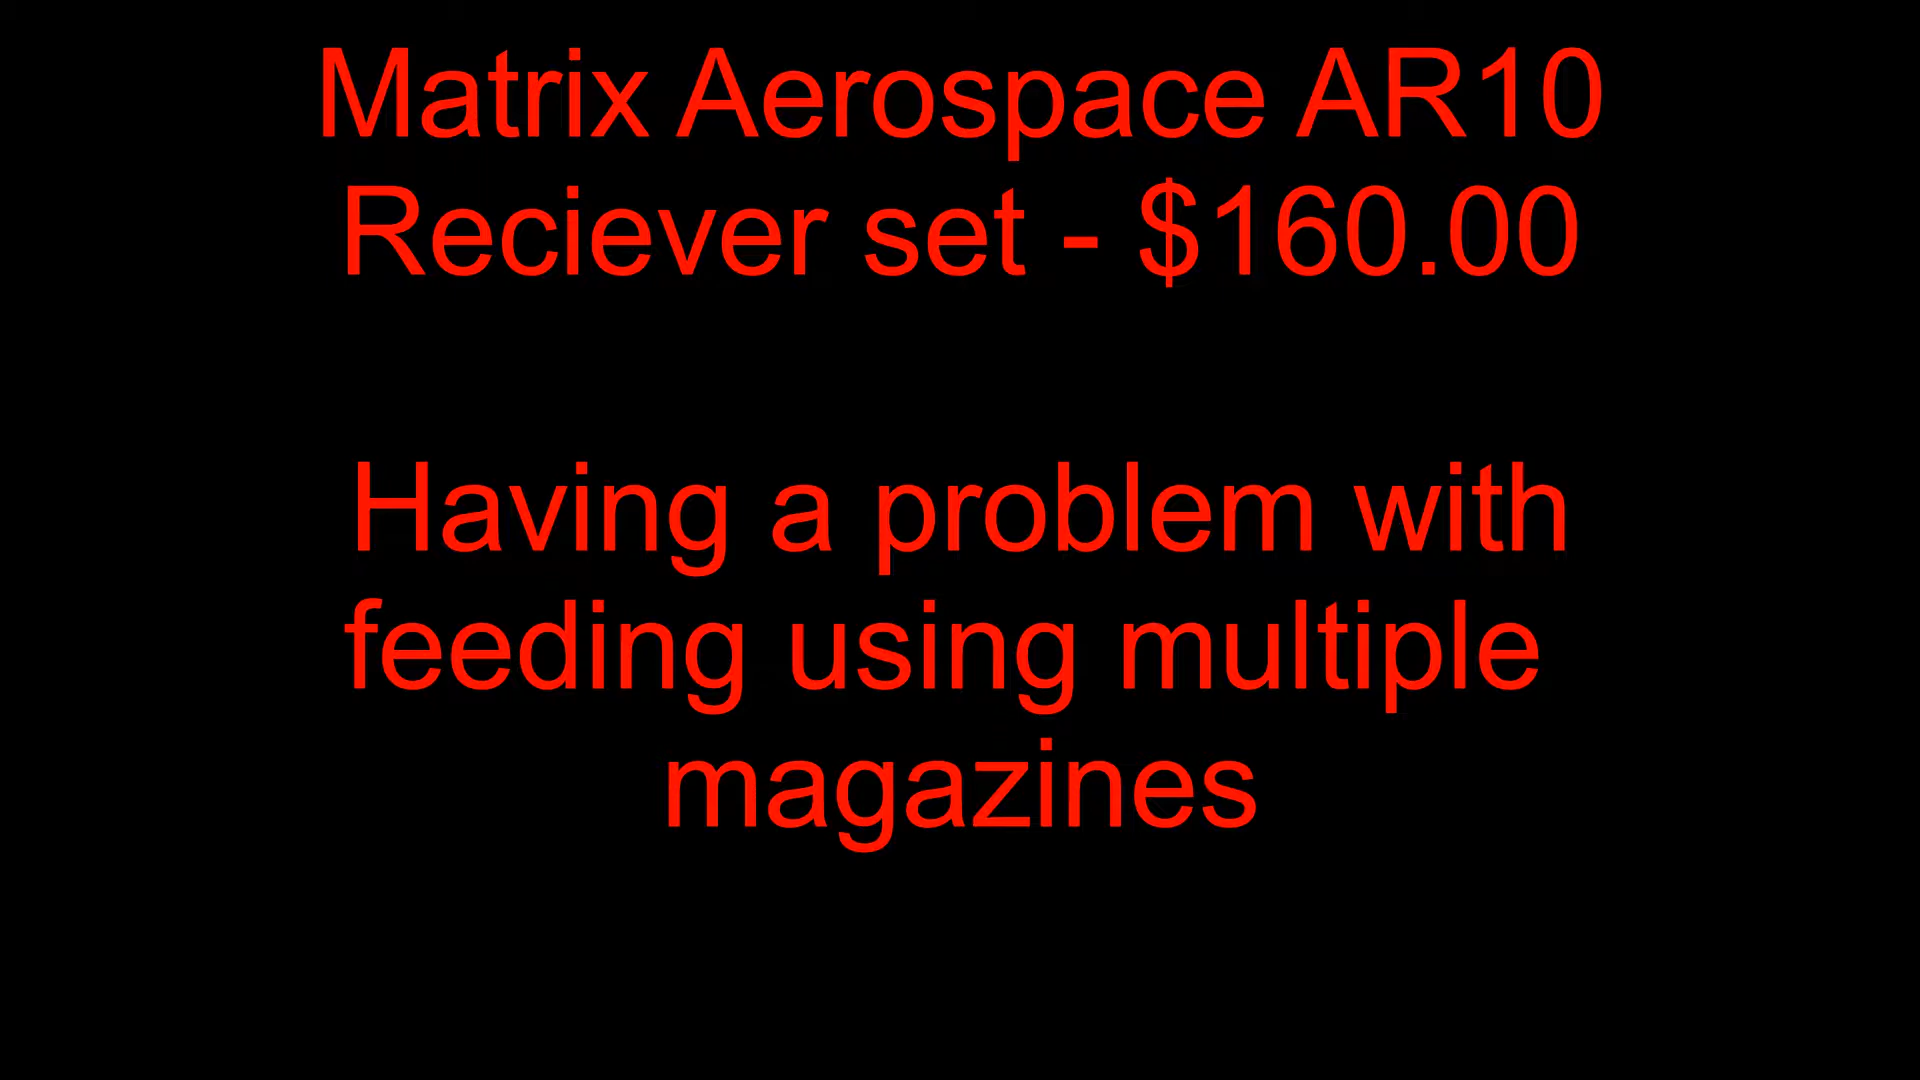 Matrix Aerospace AR10
Reciever set - $160.00
Having a problem with
feeding using multiple
magazines